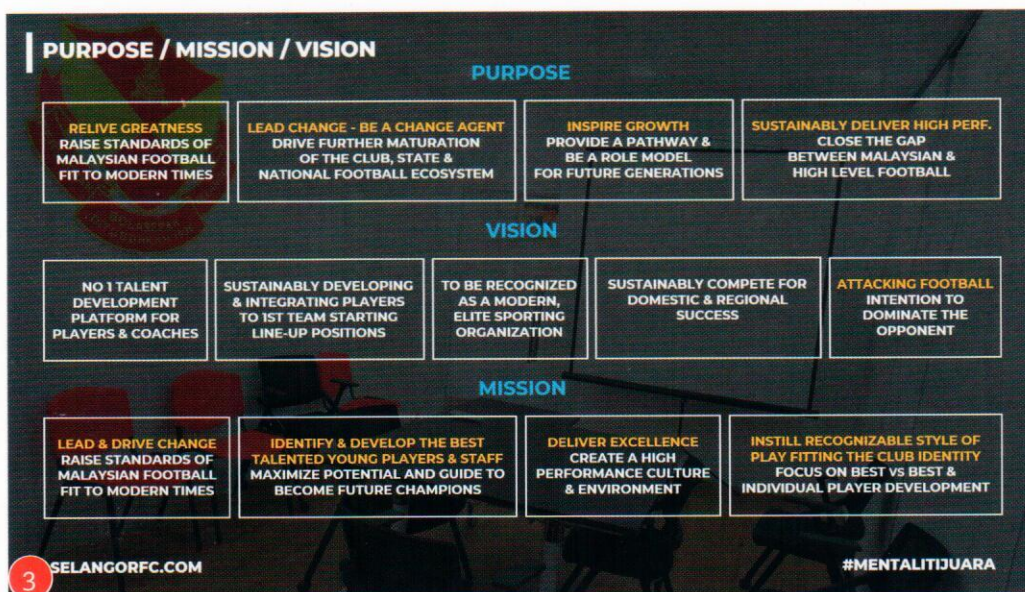 PURPOSE / MISSION / VISION
PURPOSE
RELIVE GREATNESS
RAISE STANDARDS OF
MALAYSIAN FOOTBALL
FIT TO MODERN TIMES
LEAD CHANGE - BE A CHANGE AGENT
DRIVE FURTHER MATURATION
OF THE CLUB, STATE &
NATIONAL FOOTBALL ECOSYSTEM
INSPIRE GROWTH
PROVIDE A PATHWAY &
BE A ROLE MODEL
FOR FUTURE GENERATIONS
SUSTAINABLY DELIVER HIGH PERF.
CLOSE THE GAP
BETWEEN MALAYSIAN &
HIGH LEVEL FOOTBALL
VISION
NO 1 TALENT
DEVELOPMENT
PLATFORM FOR
PLAYERS & COACHES
SUSTAINABLY DEVELOPING
& INTEGRATING PLAYERS
TO 1ST TEAM STARTING
LINE-UP POSITIONS
TO BE RECOGNIZED
AS A MODERN,
ELITE SPORTING
ORGANIZATION
SUSTAINABLY COMPETE FOR
DOMESTIC & REGIONAL
SUCCESS
ATTACKING FOOTBALL
INTENTION TO
DOMINATE THE
OPPONENT
MISSION
LEAD & DRIVE CHANGE
RAISE STANDARDS OF
MALAYSIAN FOOTBALL
FIT TO MODERN TIMES
IDENTIFY & DEVELOP THE BEST
TALENTED YOUNG PLAYERS & STAFF
MAXIMIZE POTENTIAL AND GUIDE TO
BECOME FUTURE CHAMPIONS
DELIVER EXCELLENCE
CREATE A HIGH
PERFORMANCE CULTURE
& ENVIRONMENT
INSTILL RECOGNIZABLE STYLE OF
PLAY FITTING THE CLUB IDENTITY
FOCUS ON BEST vs BEST &
INDIVIDUAL PLAYER DEVELOPMENT
3
SELANGORFC.COM
#MENTALITIJUARA